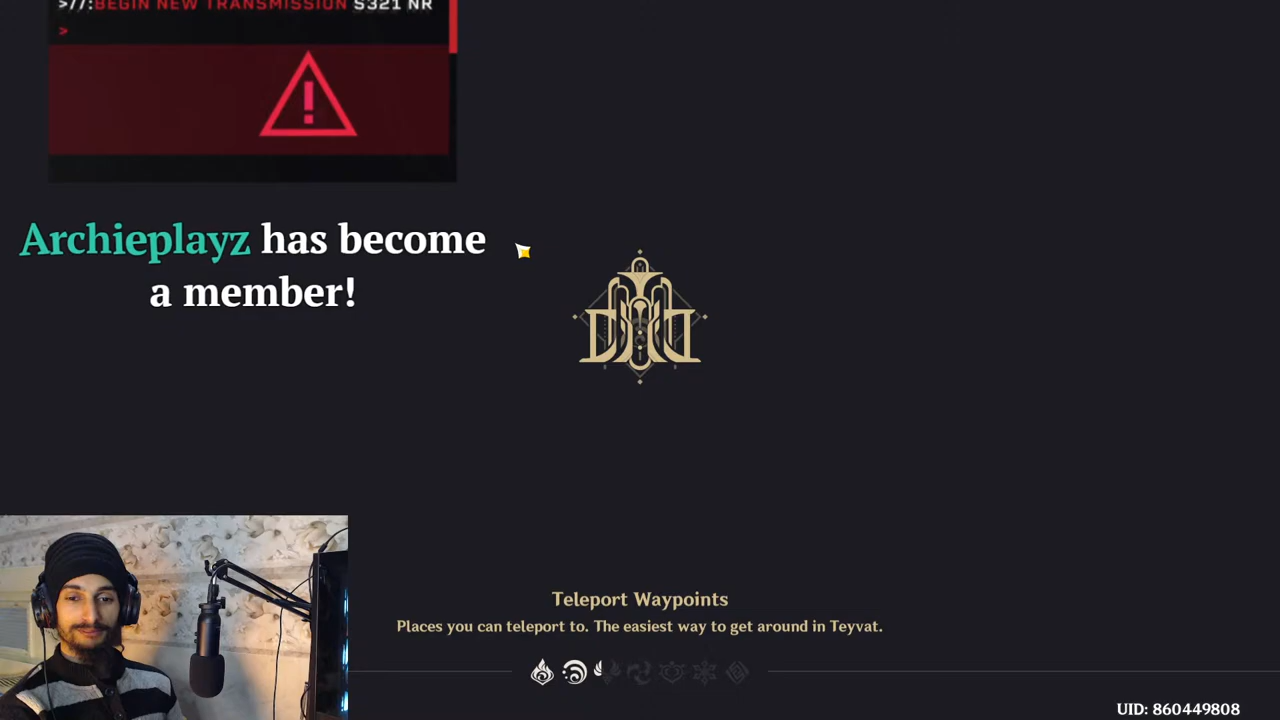 >//:BEGIN NEW TRANSMISSION S321 NR
>
Archieplayz has become
a member!
Teleport Waypoints
Places you can teleport to. The easiest way to get around in Teyvat.
UID: 860449808